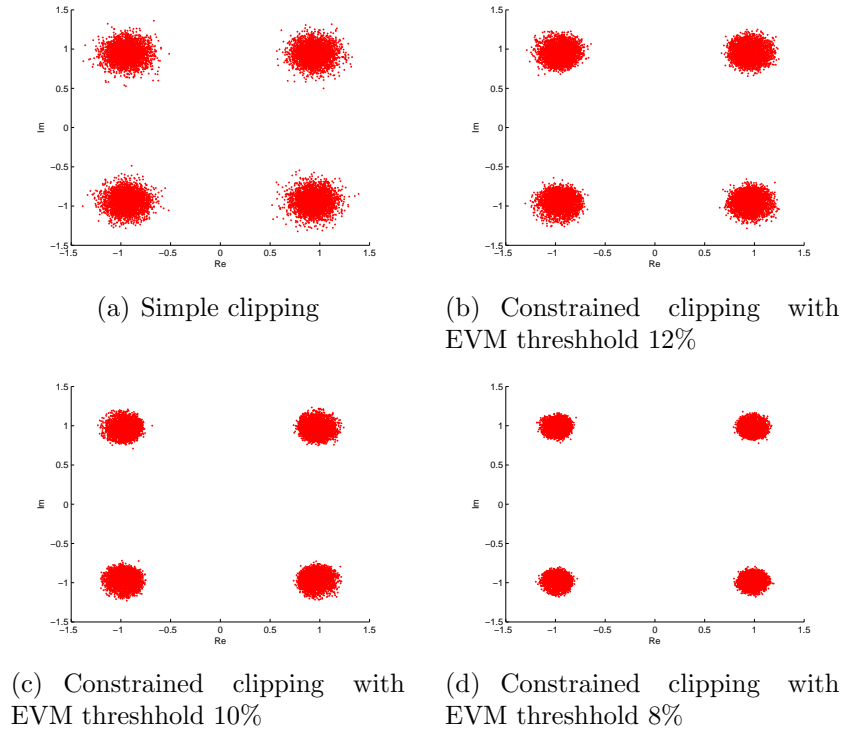 1.5
1
0.5
0
−0.5
−1
−1.5
Im
−1.5 −1 −0.5 0 0.5 1 1.5
Re
(a) Simple clipping
1.5
1
0.5
0
−0.5
−1
−1.5
Im
−1.5 −1 −0.5 0 0.5 1 1.5
Re
(b) Constrained clipping with
EVM threshhold 12%
1.5
1
0.5
0
−0.5
−1
−1.5
Im
−1.5 −1 −0.5 0 0.5 1 1.5
Re
(c) Constrained clipping with
EVM threshhold 10%
1.5
1
0.5
0
−0.5
−1
−1.5
Im
−1.5 −1 −0.5 0 0.5 1 1.5
Re
(d) Constrained clipping with
EVM threshhold 8%